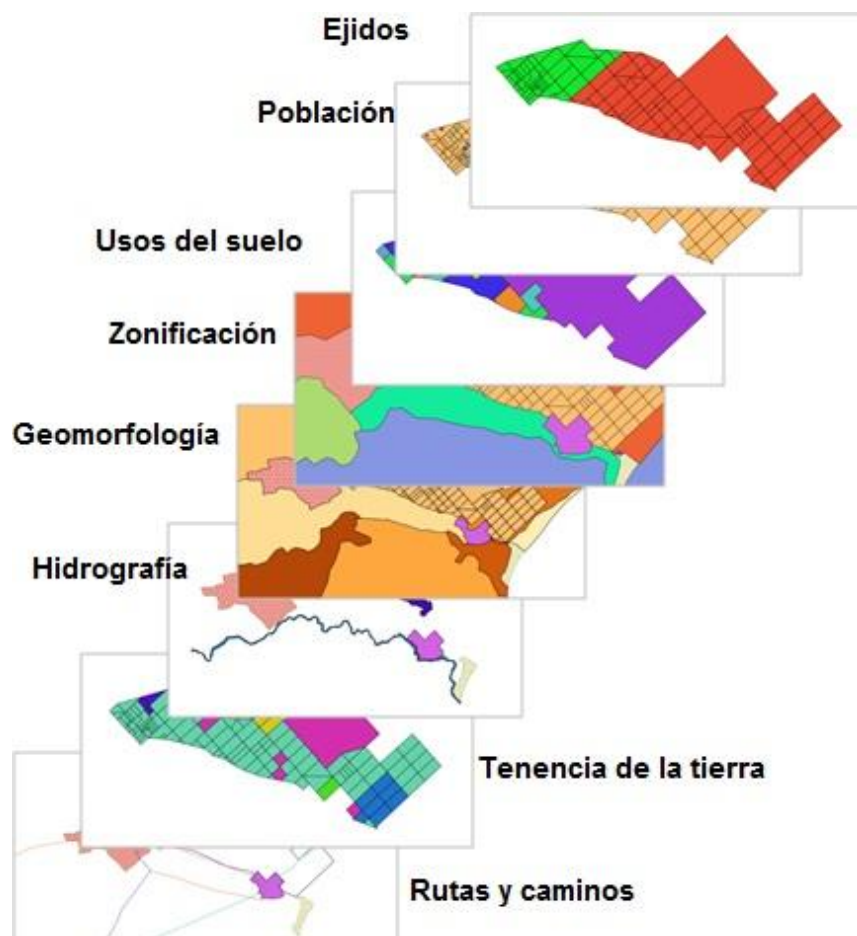 Ejidos
Población
Usos del suelo
Zonificación
Geomorfología
Hidrografía
Tenencia de la tierra
Rutas y caminos